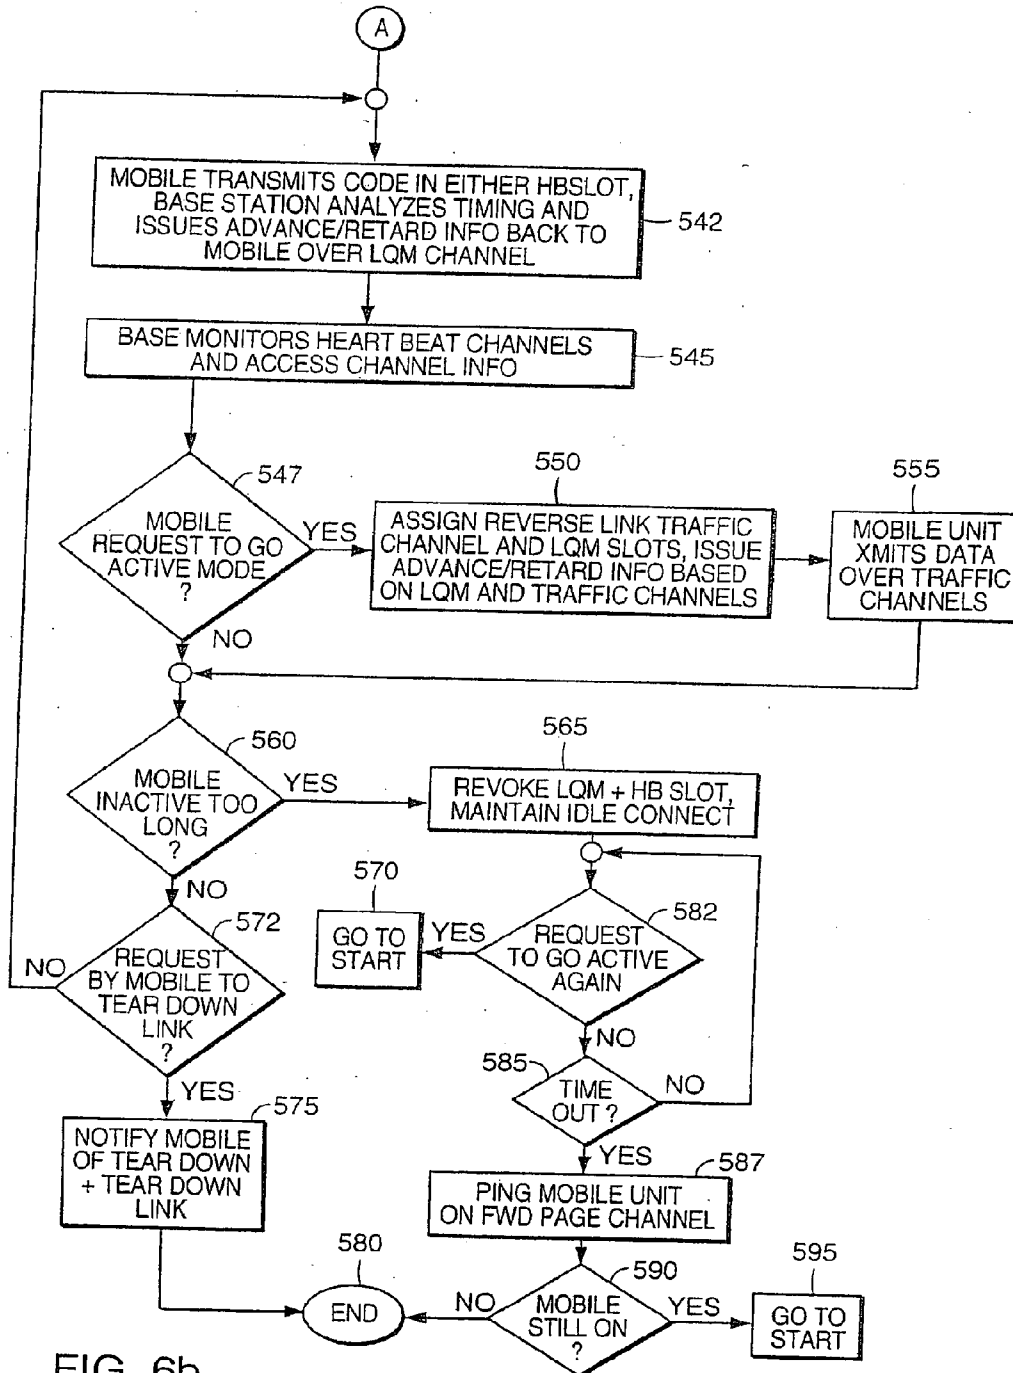 A
MOBILE TRANSMITS CODE IN EITHER HBSLOT,
BASE STATION ANALYZES TIMING AND
ISSUES ADVANCE/RETARD INFO BACK TO
MOBILE OVER LQM CHANNEL
542
BASE MONITORS HEART BEAT CHANNELS
AND ACCESS CHANNEL INFO
545
547
MOBILE
REQUEST TO GO
ACTIVE MODE
?
YES
NO
550
ASSIGN REVERSE LINK TRAFFIC
CHANNEL AND LQM SLOTS, ISSUE
ADVANCE/RETARD INFO BASED
ON LQM AND TRAFFIC CHANNELS
555
MOBILE UNIT
XMITS DATA
OVER TRAFFIC
CHANNELS
560
MOBILE
INACTIVE TOO
LONG
?
YES
NO
565
REVOKE LQM + HB SLOT,
MAINTAIN IDLE CONNECT
570
GO TO
START
YES
582
REQUEST
TO GO ACTIVE
AGAIN
NO
572
REQUEST
BY MOBILE TO
TEAR DOWN
LINK
?
NO
YES
585
TIME
OUT ?
NO
YES
575
NOTIFY MOBILE
OF TEAR DOWN
+ TEAR DOWN
LINK
587
PING MOBILE UNIT
ON FWD PAGE CHANNEL
580
END
590
MOBILE
STILL ON
?
NO
YES
595
GO TO
START
FIG. 6b